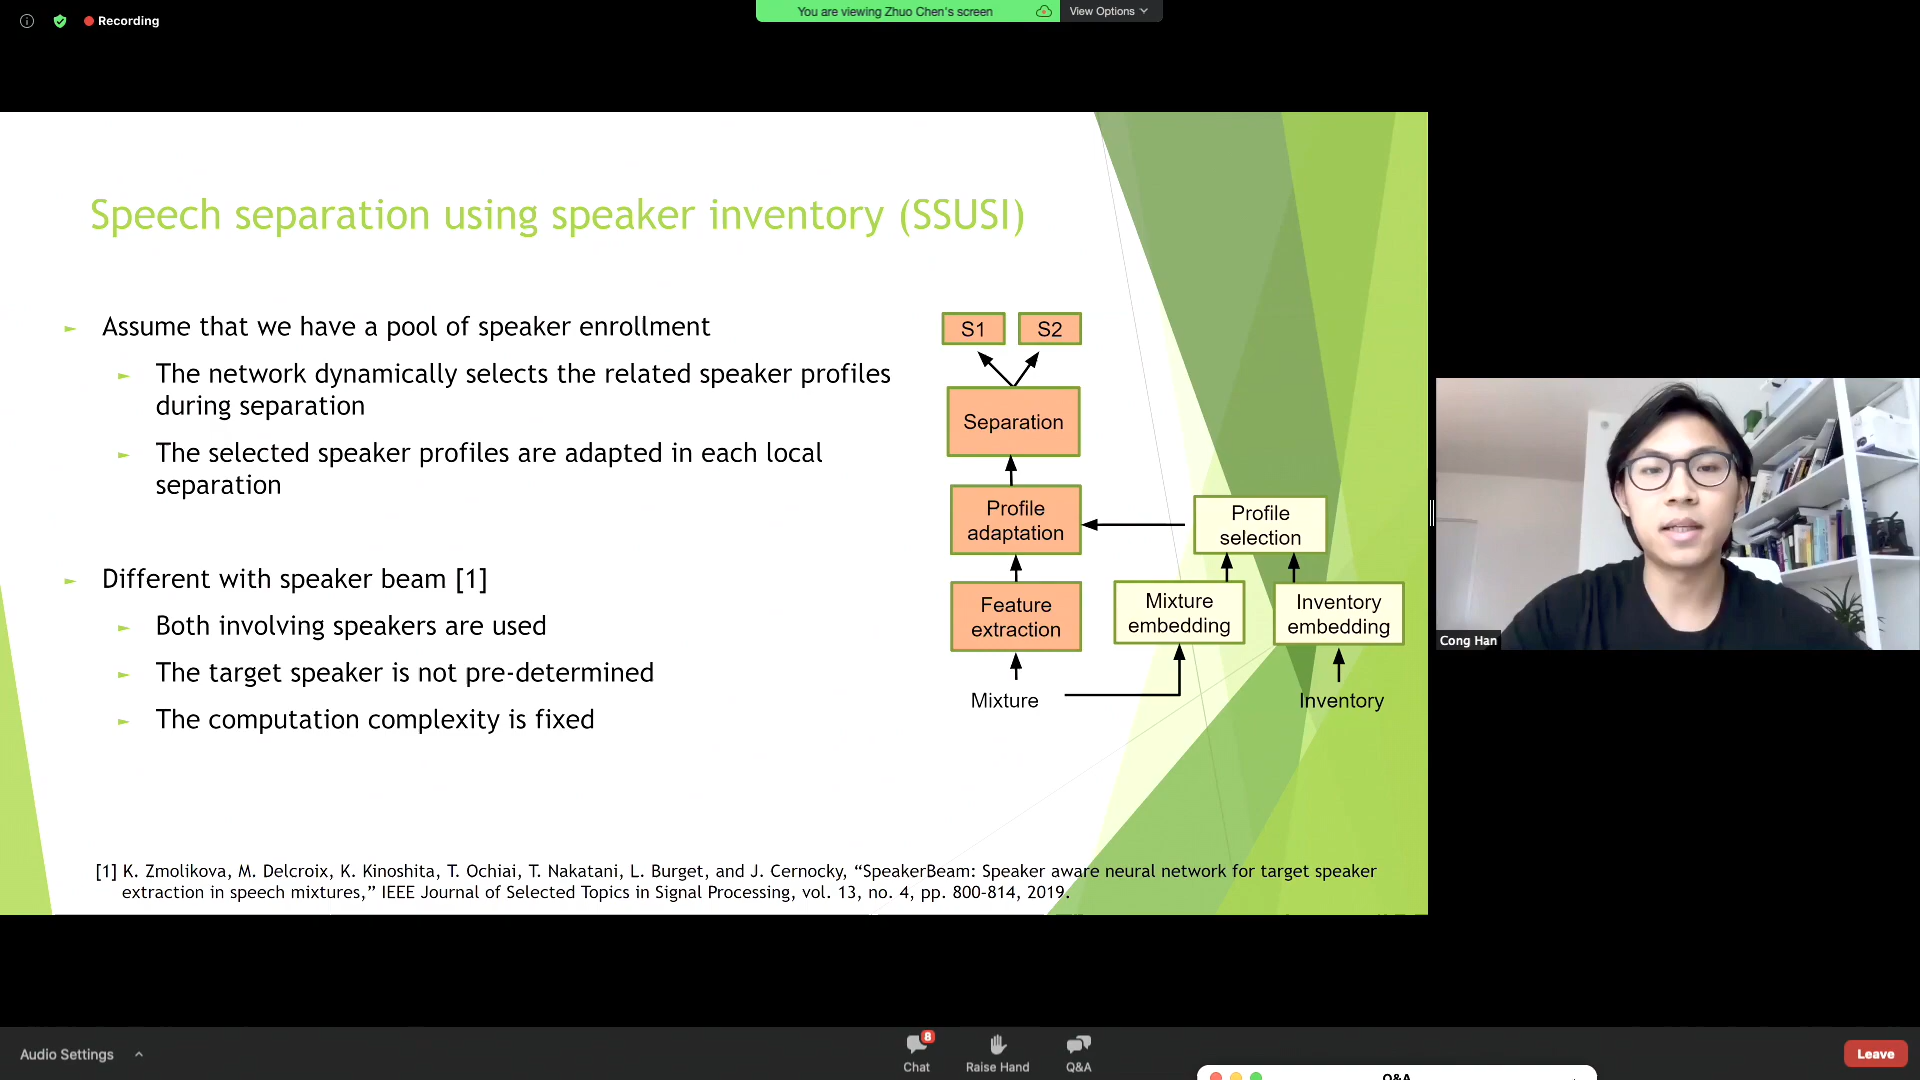 Recording
You are viewing Zhuo Chen's screen
View Options
Speech separation using speaker inventory (SSUSI)
Assume that we have a pool of speaker enrollment
The network dynamically selects the related speaker profiles
during separation
The selected speaker profiles are adapted in each local
separation
Different with speaker beam [1]
Both involving speakers are used
The target speaker is not pre-determined
The computation complexity is fixed
S1 S2
Separation
Profile
adaptation
Profile
selection
Feature
extraction
Mixture
embedding
Inventory
embedding
Mixture
Inventory
[1] K. Zmolikova, M. Delcroix, K. Kinoshita, T. Ochiai, T. Nakatani, L. Burget, and J. Cernocky, “SpeakerBeam: Speaker aware neural network for target speaker
extraction in speech mixtures,” IEEE Journal of Selected Topics in Signal Processing, vol. 13, no. 4, pp. 800–814, 2019.
Cong Han
Audio Settings
8
Chat
Raise Hand
Q&A
Leave
Q&A